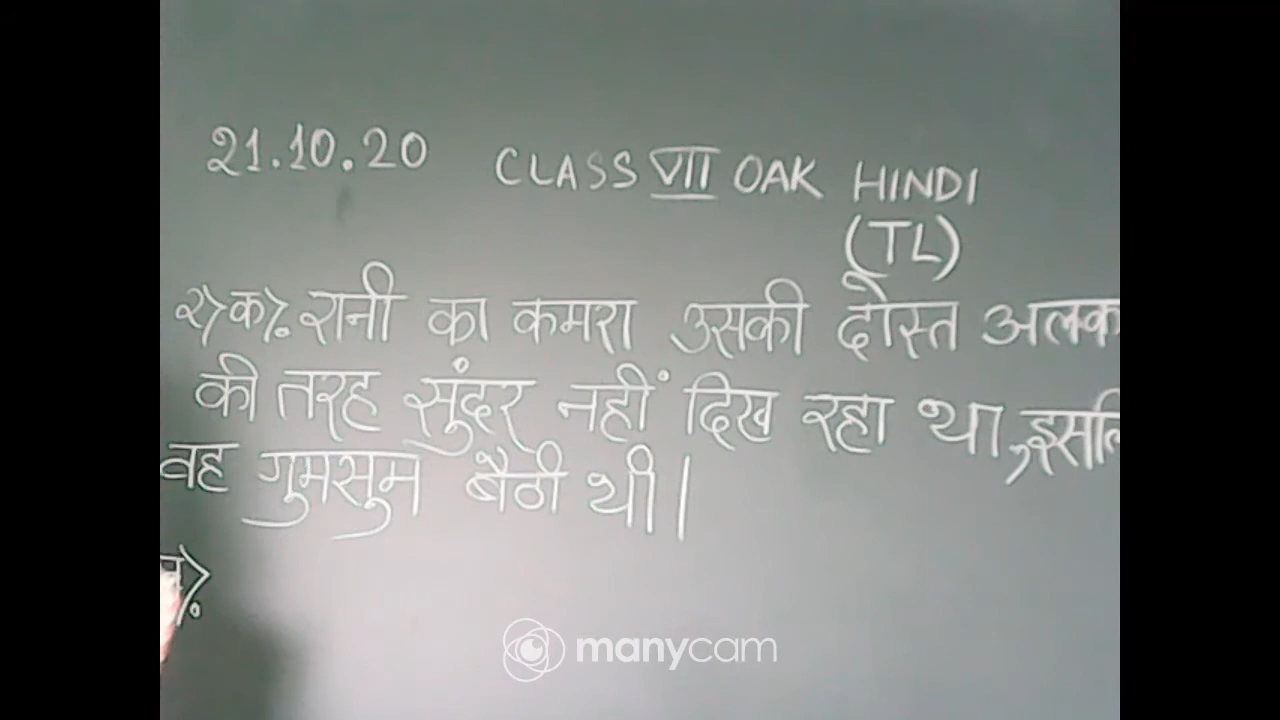 21.10.20 CLASS VII OAK HINDI
(TL)
२) क). रानी का कमरा उसकी दोस्त अलक
की तरह सुंदर नहीं दिख रहा था, इसलि
वह गुमसुम बैठी थी।
manycam